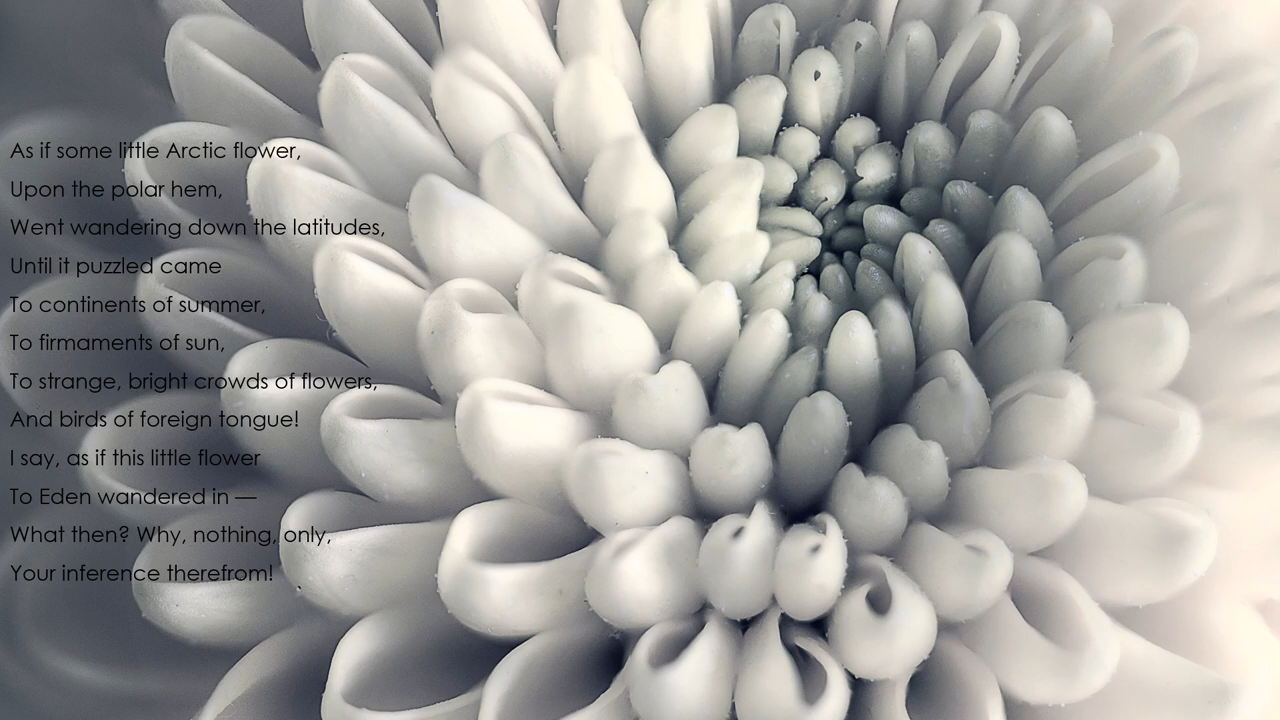 As if some little Arctic flower,
Upon the polar hem,
Went wandering down the latitudes,
Until it puzzled came
To continents of summer,
To firmaments of sun,
To strange, bright crowds of flowers,
And birds of foreign tongue!
I say, as if this little flower
To Eden wandered in —
What then? Why, nothing, only,
Your inference therefrom!